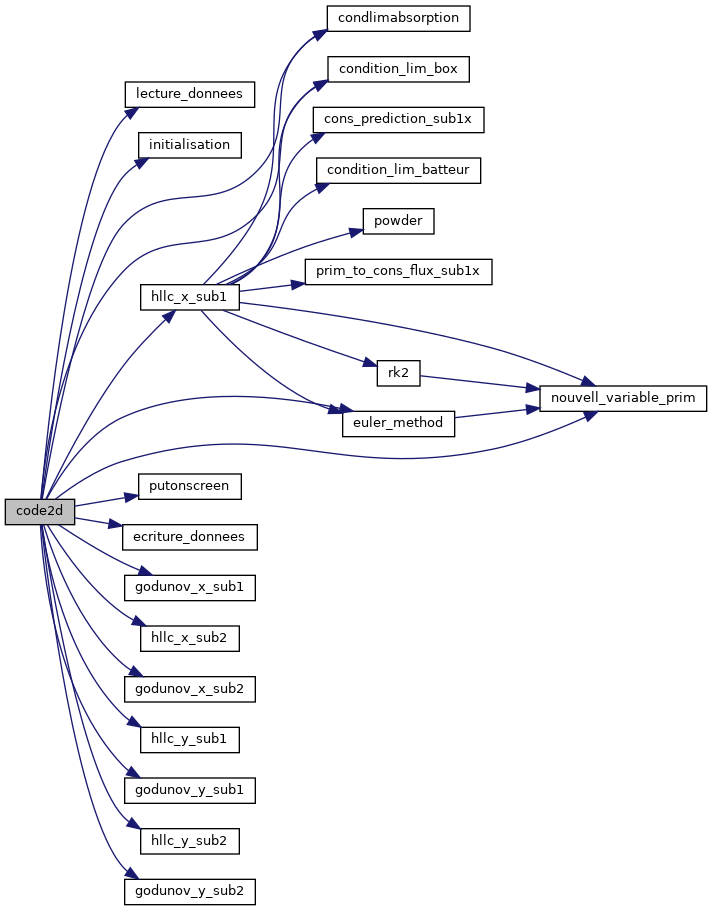 condlimabsorption
condition_lim_box
lecture_donnees
cons_prediction_sub1x
initialisation
condition_lim_batteur
powder
prim_to_cons_flux_sub1x
hllc_x_sub1
rk2
nouvell_variable_prim
euler_method
putonscreen
code2d
ecriture_donnees
godunov_x_sub1
hllc_x_sub2
godunov_x_sub2
hllc_y_sub1
godunov_y_sub1
hllc_y_sub2
godunov_y_sub2